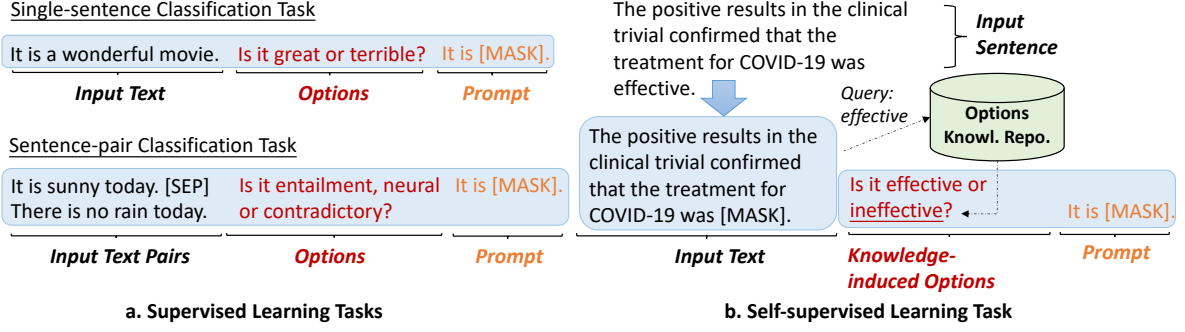 Single-sentence Classification Task
It is a wonderful movie. Is it great or terrible? It is [MASK].
Input Text Options Prompt
Sentence-pair Classification Task
It is sunny today. [SEP]
There is no rain today.
Is it entailment, neural
or contradictory?
It is [MASK].
Input Text Pairs Options Prompt
a. Supervised Learning Tasks
The positive results in the clinical
trivial confirmed that the
treatment for COVID-19 was
effective.
Input
Sentence
Query:
effective
Options
Knowl. Repo.
The positive results in the
clinical trivial confirmed
that the treatment for
COVID-19 was [MASK].
Is it effective or
ineffective?
It is [MASK].
Input Text
Knowledge-
induced Options
Prompt
b. Self-supervised Learning Task